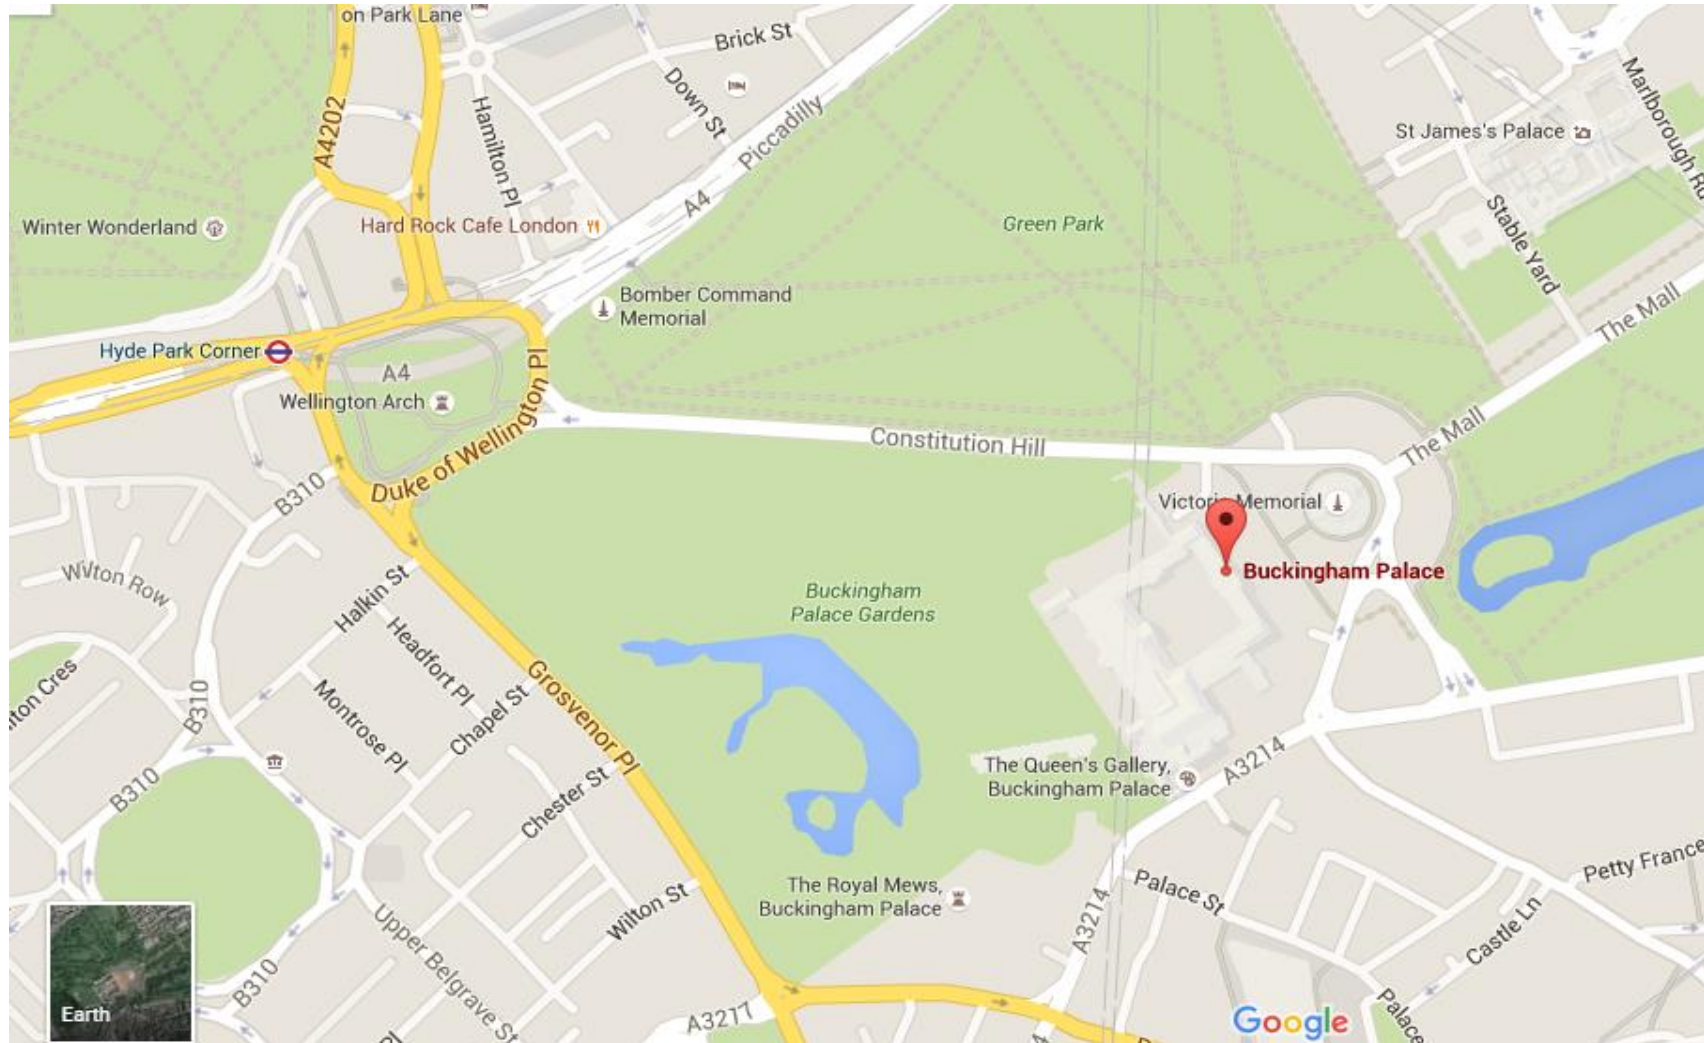 on Park Lane
Brick St
Down St
Hamilton Pl
A4202
Piccadilly
A4
Marlborough Rd
St James's Palace
Stable Yard
Winter Wonderland
Hard Rock Cafe London
Green Park
Bomber Command
Memorial
The Mall
Hyde Park Corner
A4
Wellington Arch
Duke of Wellington Pl
Constitution Hill
The Mall
B310
Victoria Memorial
Buckingham Palace
Wilton Row
Halkin St
Buckingham
Palace Gardens
Headfort Pl
Grosvenor Pl
ilton Cres
B310
Montrose Pl
Chapel St
B310
Chester St
The Queen's Gallery,
Buckingham Palace
A3214
Petty France
The Royal Mews,
Buckingham Palace
Palace St
Wilton St
Upper Belgrave St
A3214
Castle Ln
B310
Earth
A3217
Google
Palace